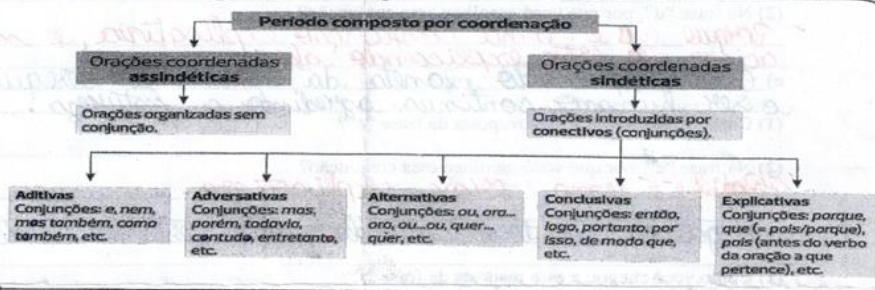 Período composto por coordenação
Orações coordenadas
assindéticas
Orações coordenadas
sindéticas
Orações organizadas sem
conjunção.
Orações introduzidas por
conectivos (conjunções).
Aditivas
Conjunções: e, nem,
mas também, como
também, etc.
Adversativas
Conjunções: mas,
porém, todavia,
contudo, entretanto,
etc.
Alternativas
Conjunções: ou, ora...
ora, ou...ou, quer...
quer, etc.
Conclusivas
Conjunções: então,
logo, portanto, por
isso, de modo que,
etc.
Explicativas
Conjunções: porque,
que (= pois/porque),
pois (antes do verbo
da oração a que
pertence), etc.